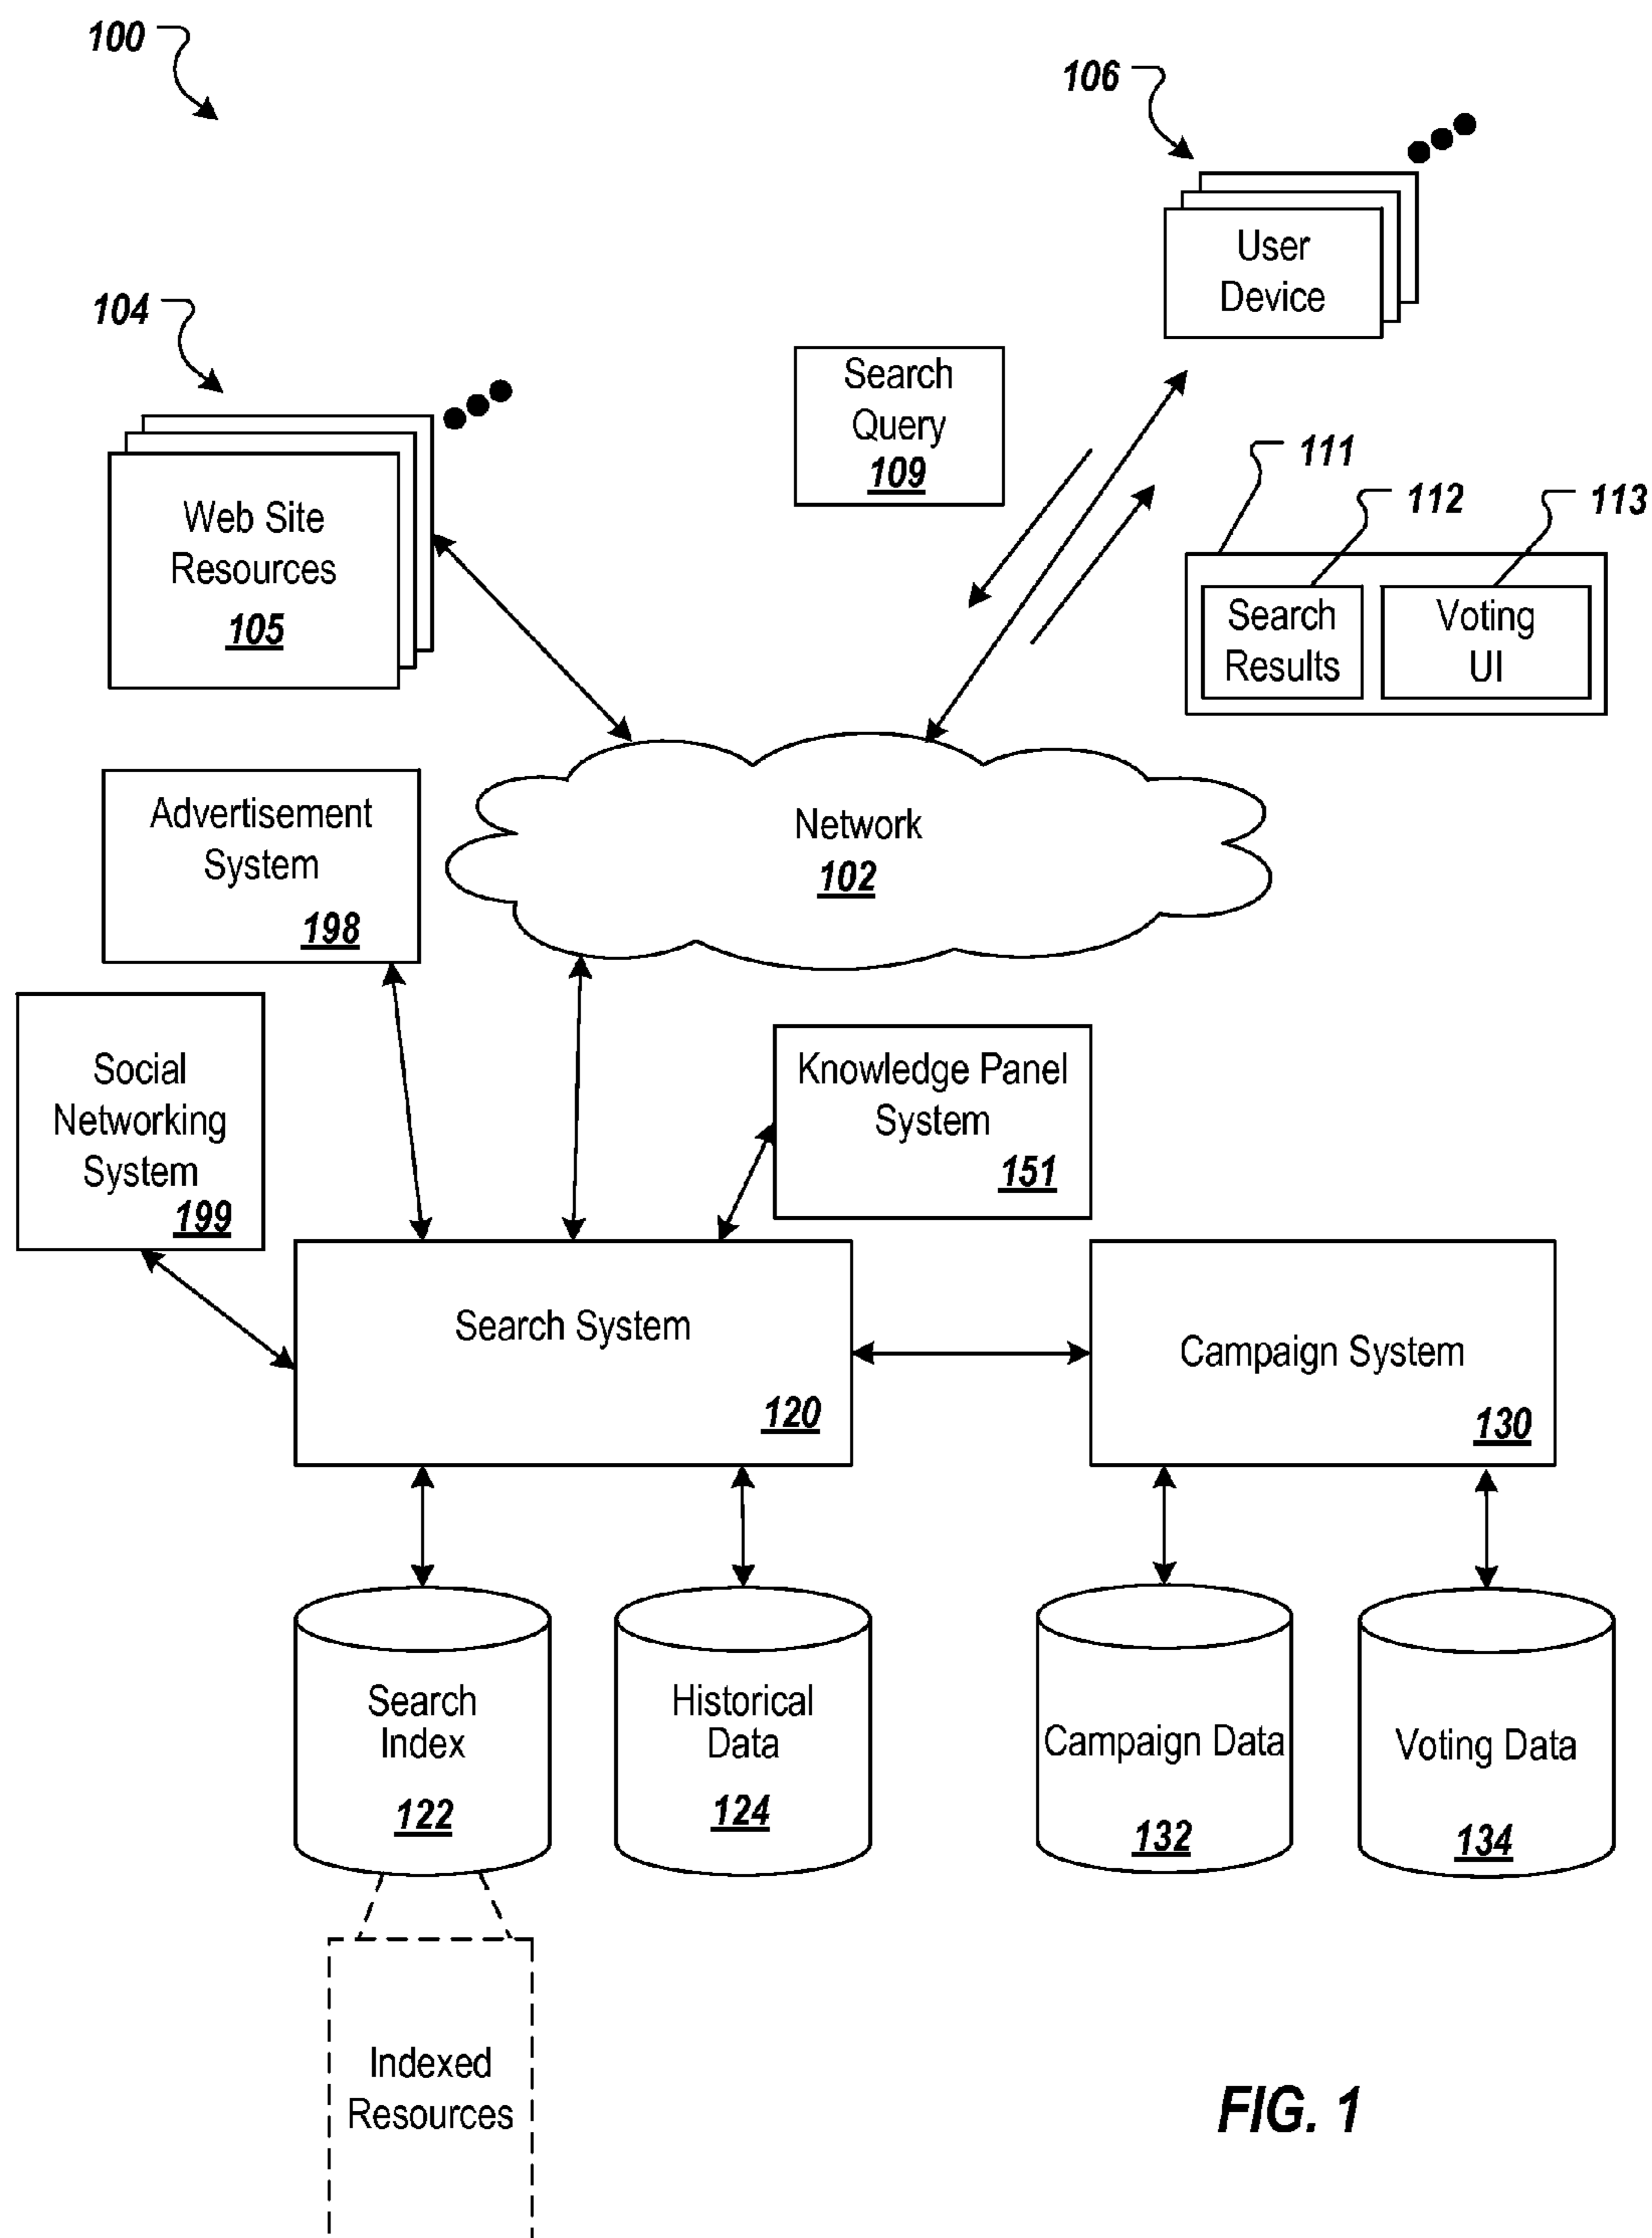 100
106
User
Device
104
Search
Query
109
111
112
113
Web Site
Resources
105
Search
Results
Voting
UI
Advertisement
System
198
Network
102
Social
Networking
System
199
Knowledge Panel
System
151
Search System
120
Campaign System
130
Search
Index
122
Historical
Data
124
Campaign Data
132
Voting Data
134
Indexed
Resources
FIG. 1